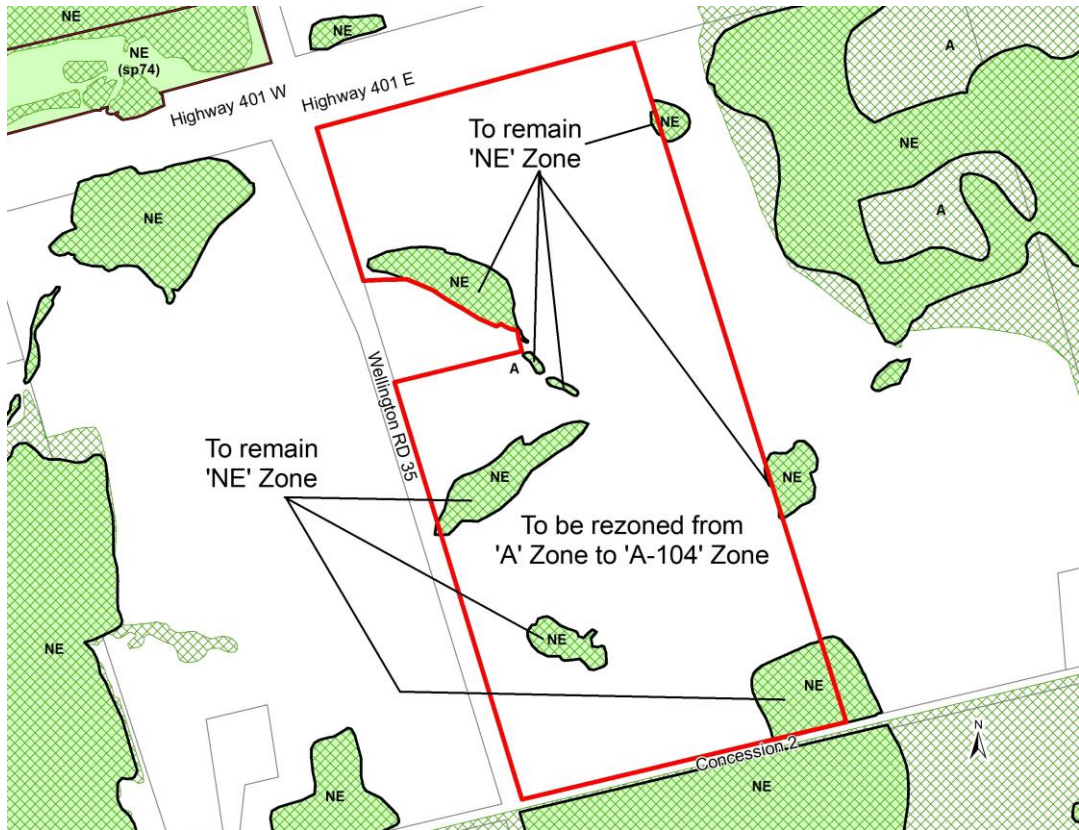 NE
NE
(sp74)
NE
Highway 401 W
Highway 401 E
A
To remain
'NE' Zone
NE
NE
NE
A
NE
A
Wellington RD 35
To remain
'NE' Zone
NE
NE
To be rezoned from
'A' Zone to 'A-104' Zone
NE
NE
NE
Concession 2
N
NE
NE